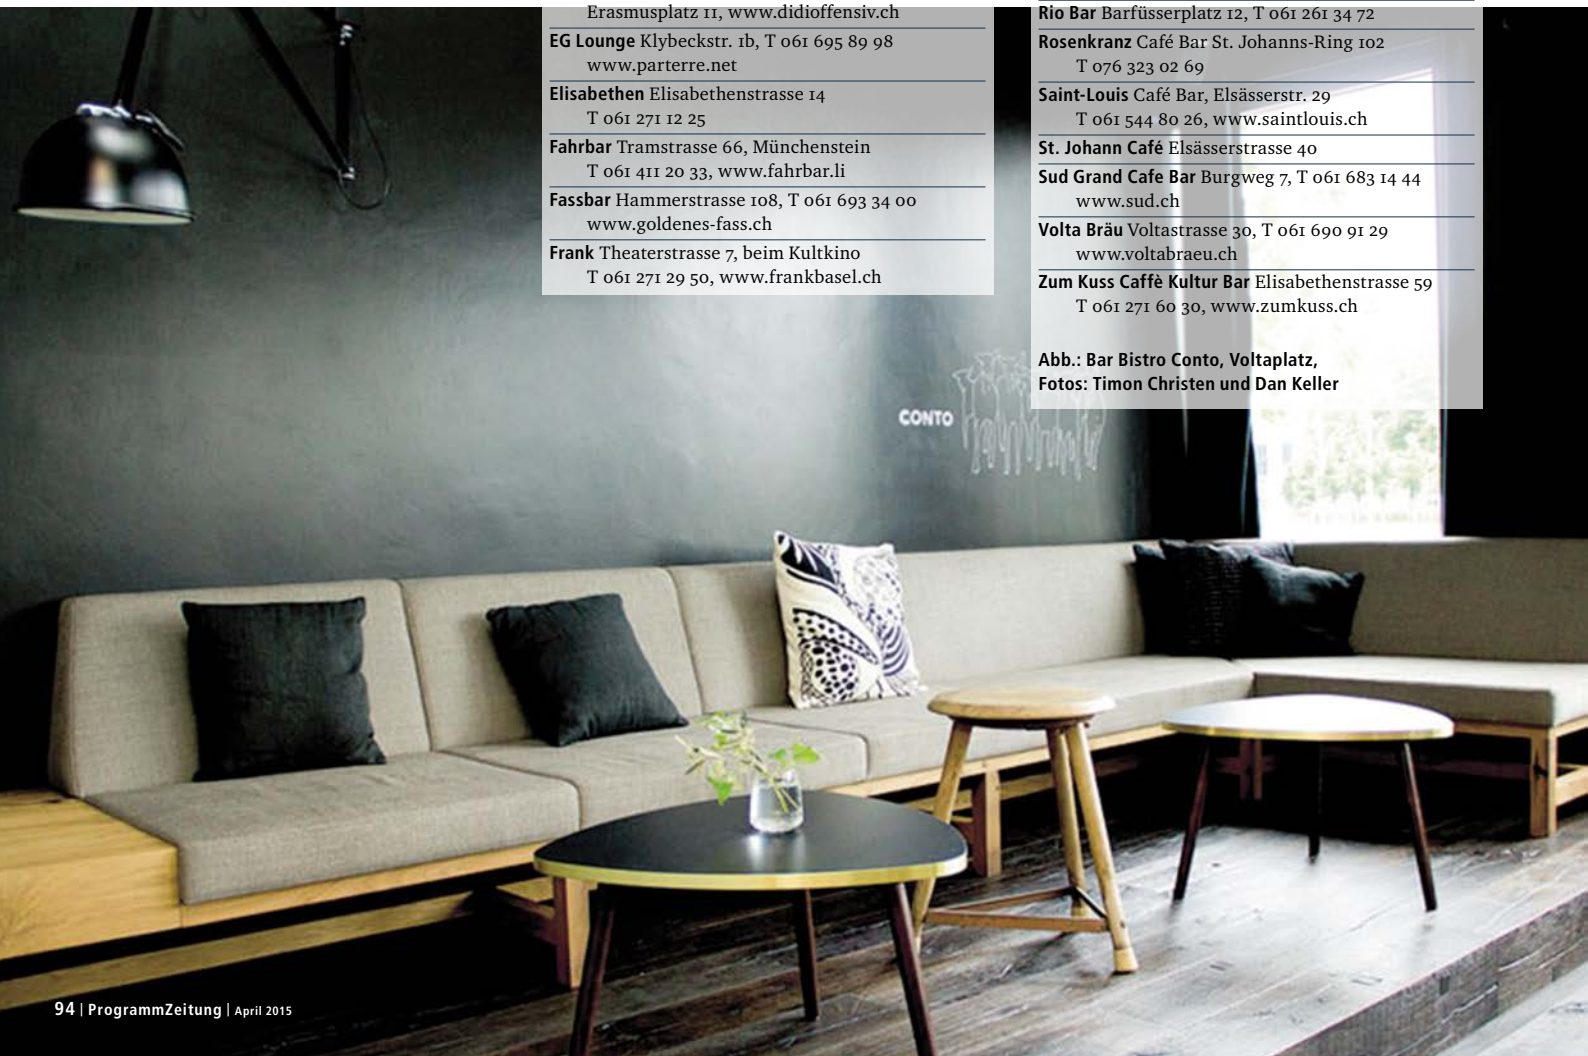 Erasmusplatz 11, www.didioffensiv.ch
EG Lounge Klybeckstr. 1b, T 061 695 89 98
www.parterre.net
Elisabethen Elisabethenstrasse 14
T 061 271 12 25
Fahrbar Tramstrasse 66, Münchenstein
T 061 411 20 33, www.fahrbar.li
Fassbar Hammerstrasse 108, T 061 693 34 00
www.goldenes-fass.ch
Frank Theaterstrasse 7, beim Kultkino
T 061 271 29 50, www.frankbasel.ch
Rio Bar Barfüsserplatz 12, T 061 261 34 72
Rosenkranz Café Bar St. Johanns-Ring 102
T 076 323 02 69
Saint-Louis Café Bar, Elsässerstr. 29
T 061 544 80 26, www.saintlouis.ch
St. Johann Café Elsässerstrasse 40
Sud Grand Cafe Bar Burgweg 7, T 061 683 14 44
www.sud.ch
Volta Bräu Voltastrasse 30, T 061 690 91 29
www.voltabraeu.ch
Zum Kuss Caffè Kultur Bar Elisabethenstrasse 59
T 061 271 60 30, www.zumkuss.ch
Abb.: Bar Bistro Conto, Voltaplatz,
Fotos: Timon Christen und Dan Keller
CONTO
94 | ProgrammZeitung | April 2015